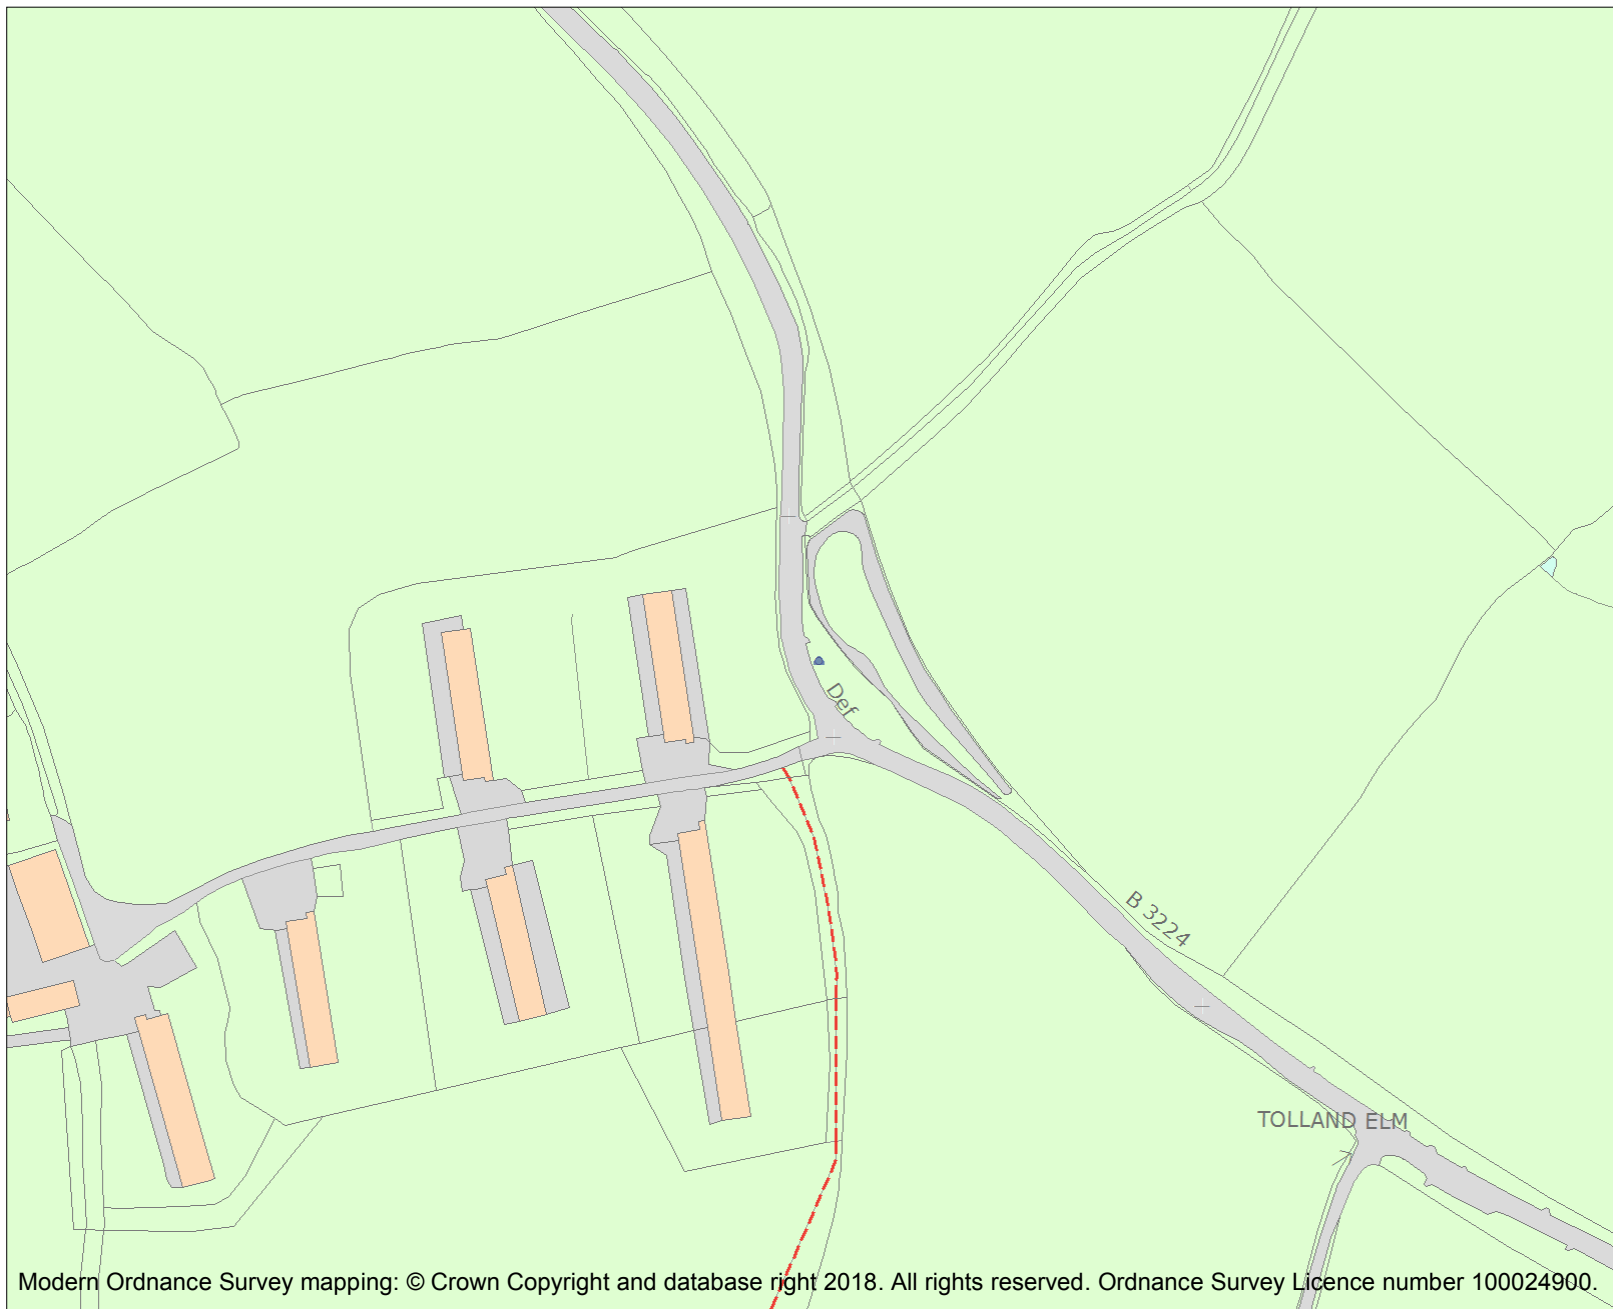 Def
B 3224
TOLLAND ELM
Modern Ordnance Survey mapping: © Crown Copyright and database right 2018. All rights reserved. Ordnance Survey Licence number 100024900.